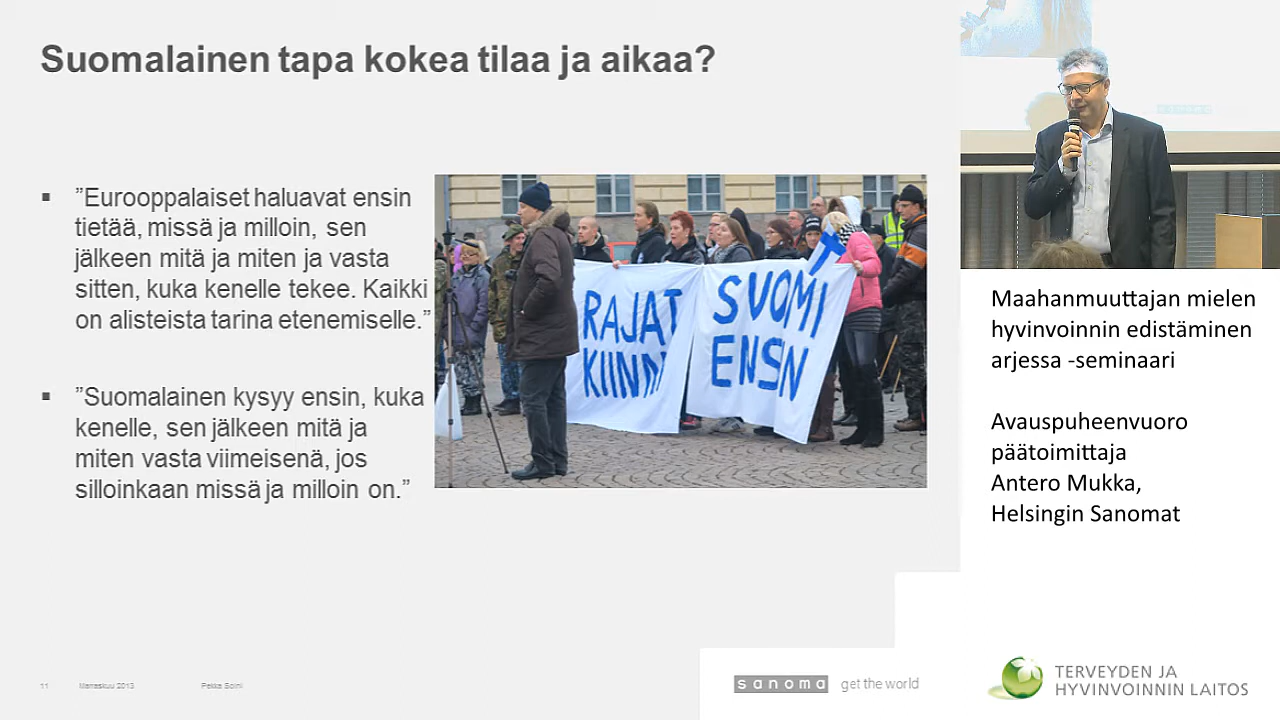 Suomalainen tapa kokea tilaa ja aikaa?
▪ ”Eurooppalaiset haluavat ensin
tietää, missä ja milloin, sen
jälkeen mitä ja miten ja vasta
sitten, kuka kenelle tekee. Kaikki
on alisteista tarina etenemiselle.”
▪ ”Suomalainen kysyy ensin, kuka
kenelle, sen jälkeen mitä ja
miten vasta viimeisenä, jos
silloinkaan missä ja milloin on.”
RAJAT
KIINNI
SUOMI
ENSIN
Maahanmuuttajan mielen
hyvinvoinnin edistäminen
arjessa -seminaari
Avauspuheenvuoro
päätoimittaja
Antero Mukka,
Helsingin Sanomat
11 Marraskuu 2013 Pekka Soini
sanoma get the world
TERVEYDEN JA
HYVINVOINNIN LAITOS